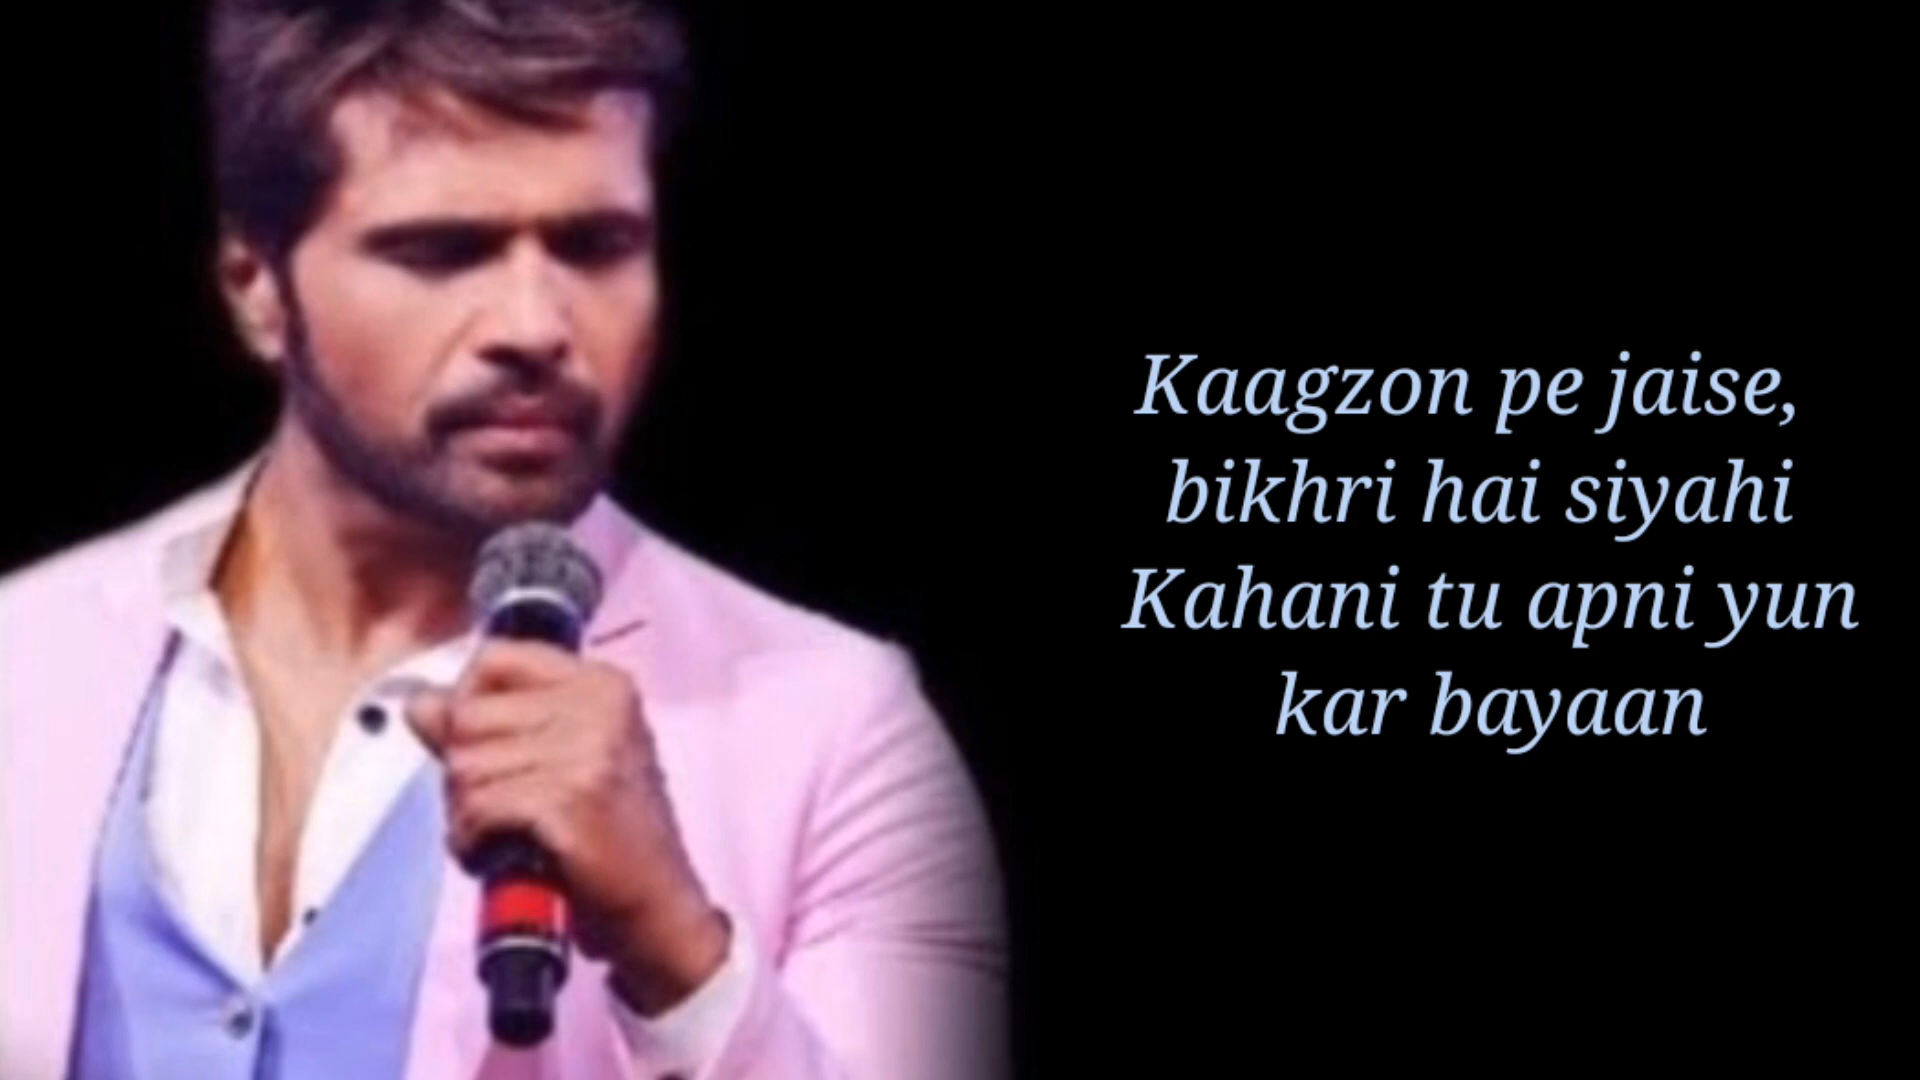 Kaagzon pe jaise,
bikhri hai siyahi
Kahani tu apni yun
kar bayaan